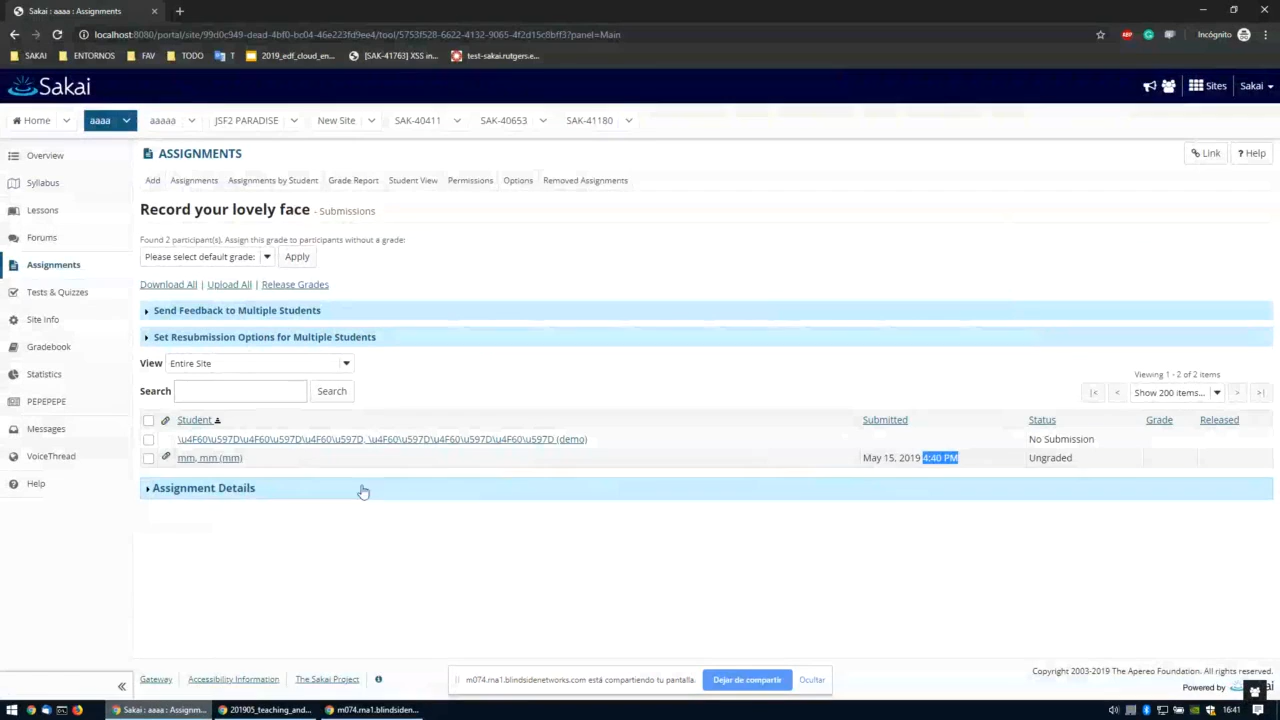 Sakai : aaaa : Assignments
localhost:8080/portal/site/99d0c949-dead-4bf0-bc04-46e223fd9ee4/tool/5753f528-6622-4132-9065-4f2d15c8bff3?panel=Main
Incógnito
SAKAI ENTORNOS FAV TODO T 2019_edf_cloud_en... [SAK-41763] XSS in... test-sakai.rutgers.e...
Sakai
Sites Sakai
Home aaaa aaaaa JSF2 PARADISE New Site SAK-40411 SAK-40653 SAK-41180
Overview
Syllabus
Lessons
Forums
Assignments
Tests & Quizzes
Site Info
Gradebook
Statistics
PEPEPEPE
Messages
VoiceThread
Help
ASSIGNMENTS
Link ? Help
Add Assignments Assignments by Student Grade Report Student View Permissions Options Removed Assignments
Record your lovely face - Submissions
Found 2 participant(s). Assign this grade to participants without a grade:
Please select default grade: Apply
Download All | Upload All | Release Grades
Send Feedback to Multiple Students
Set Resubmission Options for Multiple Students
View Entire Site
Viewing 1 - 2 of 2 items
Search Search
|< < Show 200 items... > >|
Student Submitted Status Grade Released
\u4F60\u597D\u4F60\u597D\u4F60\u597D, \u4F60\u597D\u4F60\u597D\u4F60\u597D (demo) No Submission
mm, mm (mm) May 15, 2019 4:40 PM Ungraded
Assignment Details
Gateway Accessibility Information The Sakai Project
Copyright 2003-2019 The Apereo Foundation. All rights reserved.
Powered by
m074.rna1.blindsidenetworks.com está compartiendo tu pantalla. Dejar de compartir Ocultar
Sakai : aaaa : Assignm... 201905_teaching_and... m074.rna1.blindsiden... 16:41